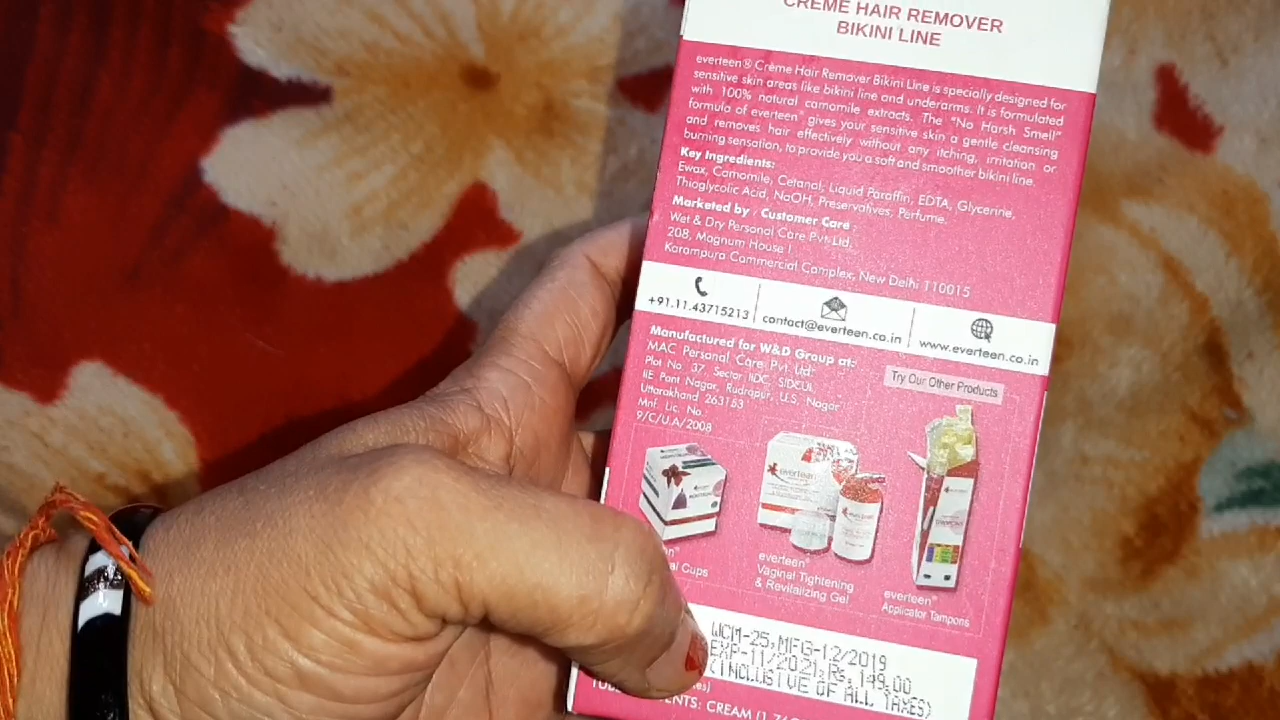 CRÈME HAIR REMOVER
BIKINI LINE
everteen® Crème Hair Remover Bikini Line is specially designed for
sensitive skin areas like bikini line and underarms. It is formulated
with 100% natural camomile extracts. The "No Harsh Smell"
formula of everteen® gives your sensitive skin a gentle cleansing
and removes hair effectively without any itching, irritation or
burning sensation, to provide you a soft and smoother bikini line.
Key Ingredients:
Ewax, Camomile, Cetanol, Liquid Paraffin, EDTA, Glycerine,
Thioglycolic Acid, NaOH, Preservatives, Perfume.
Marketed by / Customer Care :
Wet & Dry Personal Care Pvt. Ltd.
208, Magnum House I
Karampura Commercial Complex, New Delhi 110015
+91.11.43715213
contact@everteen.co.in
www.everteen.co.in
Manufactured for W&D Group at:
MAC Personal Care Pvt. Ltd.
Plot No. 37, Sector IIDC, SIDCUL
IIE Pant Nagar, Rudrapur, U.S. Nagar
Uttarakhand 263153
Mnf. Lic. No.:
9/C/U.A/2008
Try Our Other Products
everteen
Cups
everteen®
Vaginal Tightening
& Revitalizing Gel
everteen®
Applicator Tampons
WCM-25,MFG-12/2019
EXP-11/2021,Rs.149.00
(INCLUSIVE OF ALL TAXES)
CREAM